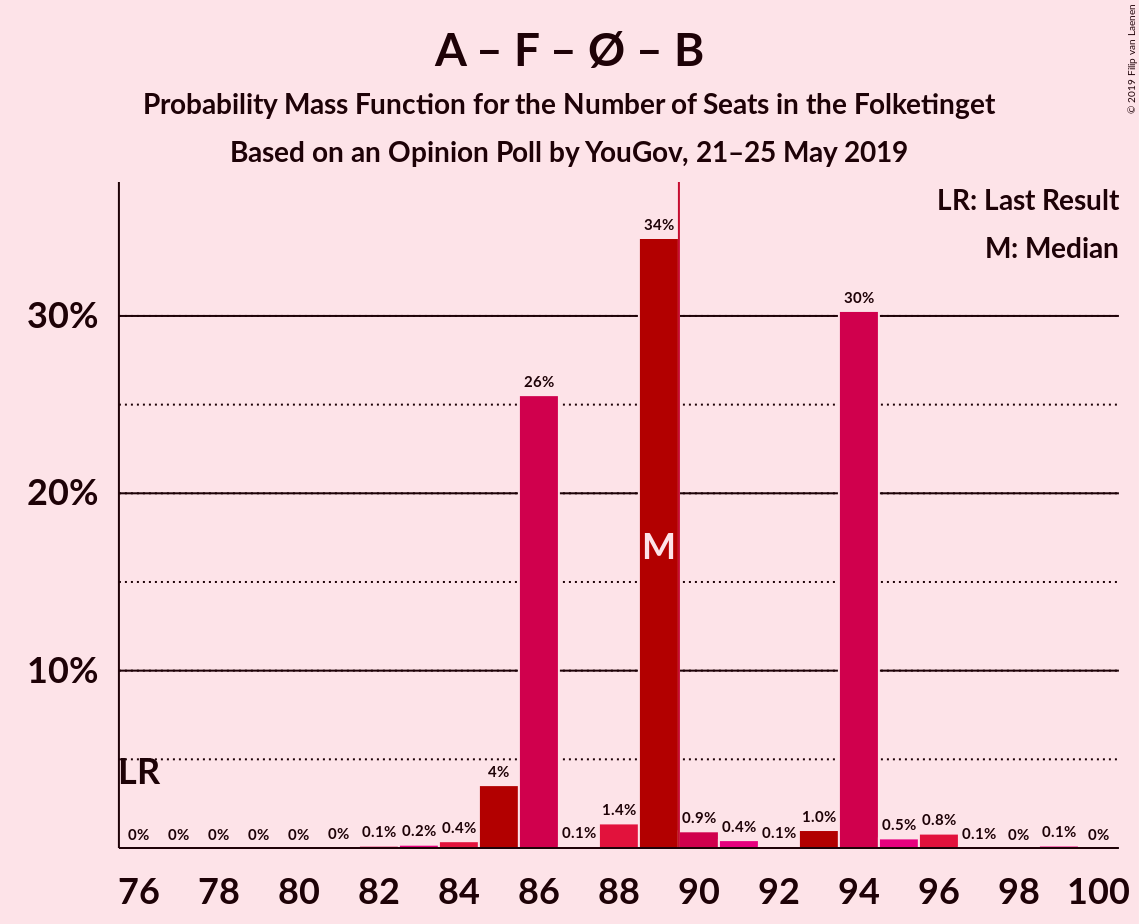 A – F – Ø – B
Probability Mass Function for the Number of Seats in the Folketinget
Based on an Opinion Poll by YouGov, 21–25 May 2019
© 2019 Filip van Laenen
LR: Last Result
M: Median
30%
20%
10%
LR
M
0% 0% 0% 0% 0% 0% 0.1% 0.2% 0.4% 4% 26% 0.1% 1.4% 34% 0.9% 0.4% 0.1% 1.0% 30% 0.5% 0.8% 0.1% 0% 0.1% 0%
76 78 80 82 84 86 88 90 92 94 96 98 100